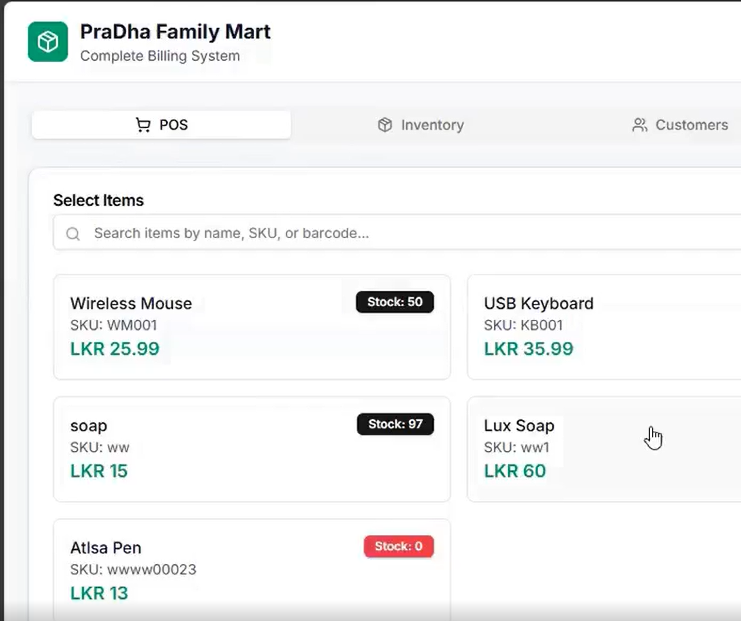 PraDha Family Mart
Complete Billing System
POS
Inventory
Customers
Select Items
Search items by name, SKU, or barcode...
Wireless Mouse
Stock: 50
SKU: WM001
LKR 25.99
USB Keyboard
SKU: KB001
LKR 35.99
soap
Stock: 97
SKU: ww
LKR 15
Lux Soap
SKU: ww1
LKR 60
Atlsa Pen
Stock: 0
SKU: wwww00023
LKR 13